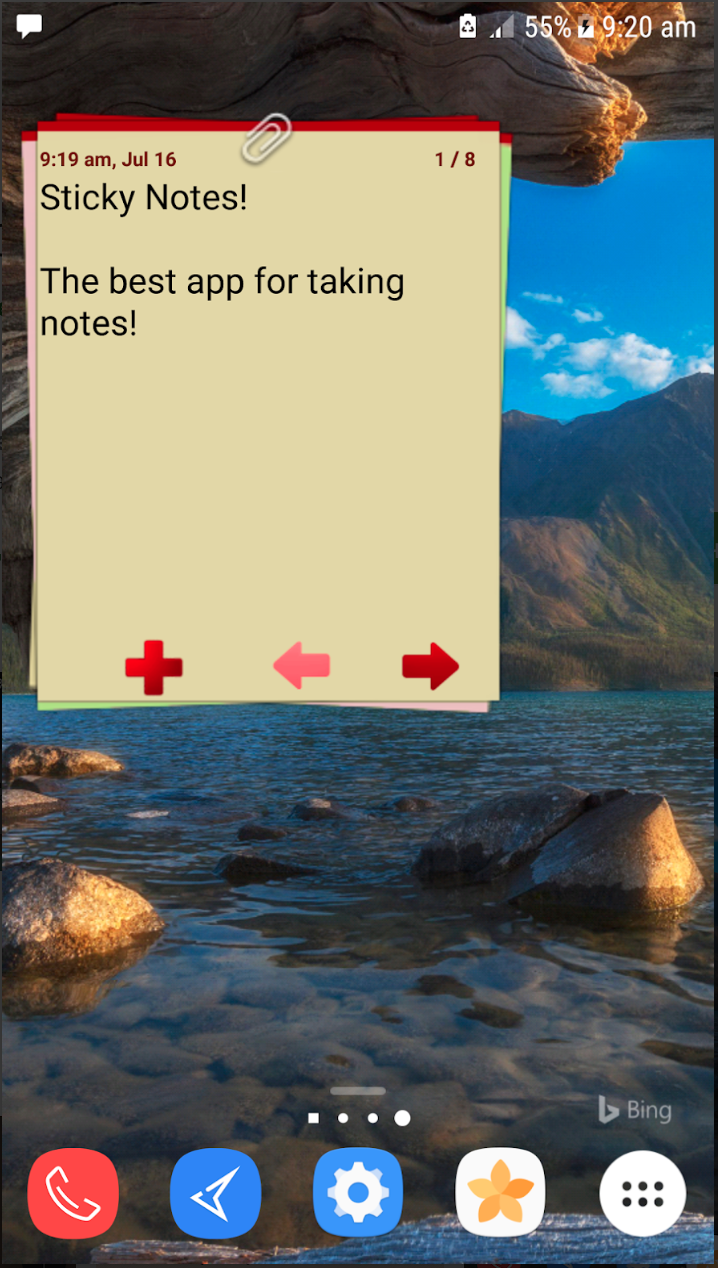 55% 9:20 am
9:19 am, Jul 16 1 / 8
Sticky Notes!
The best app for taking
notes!
Bing